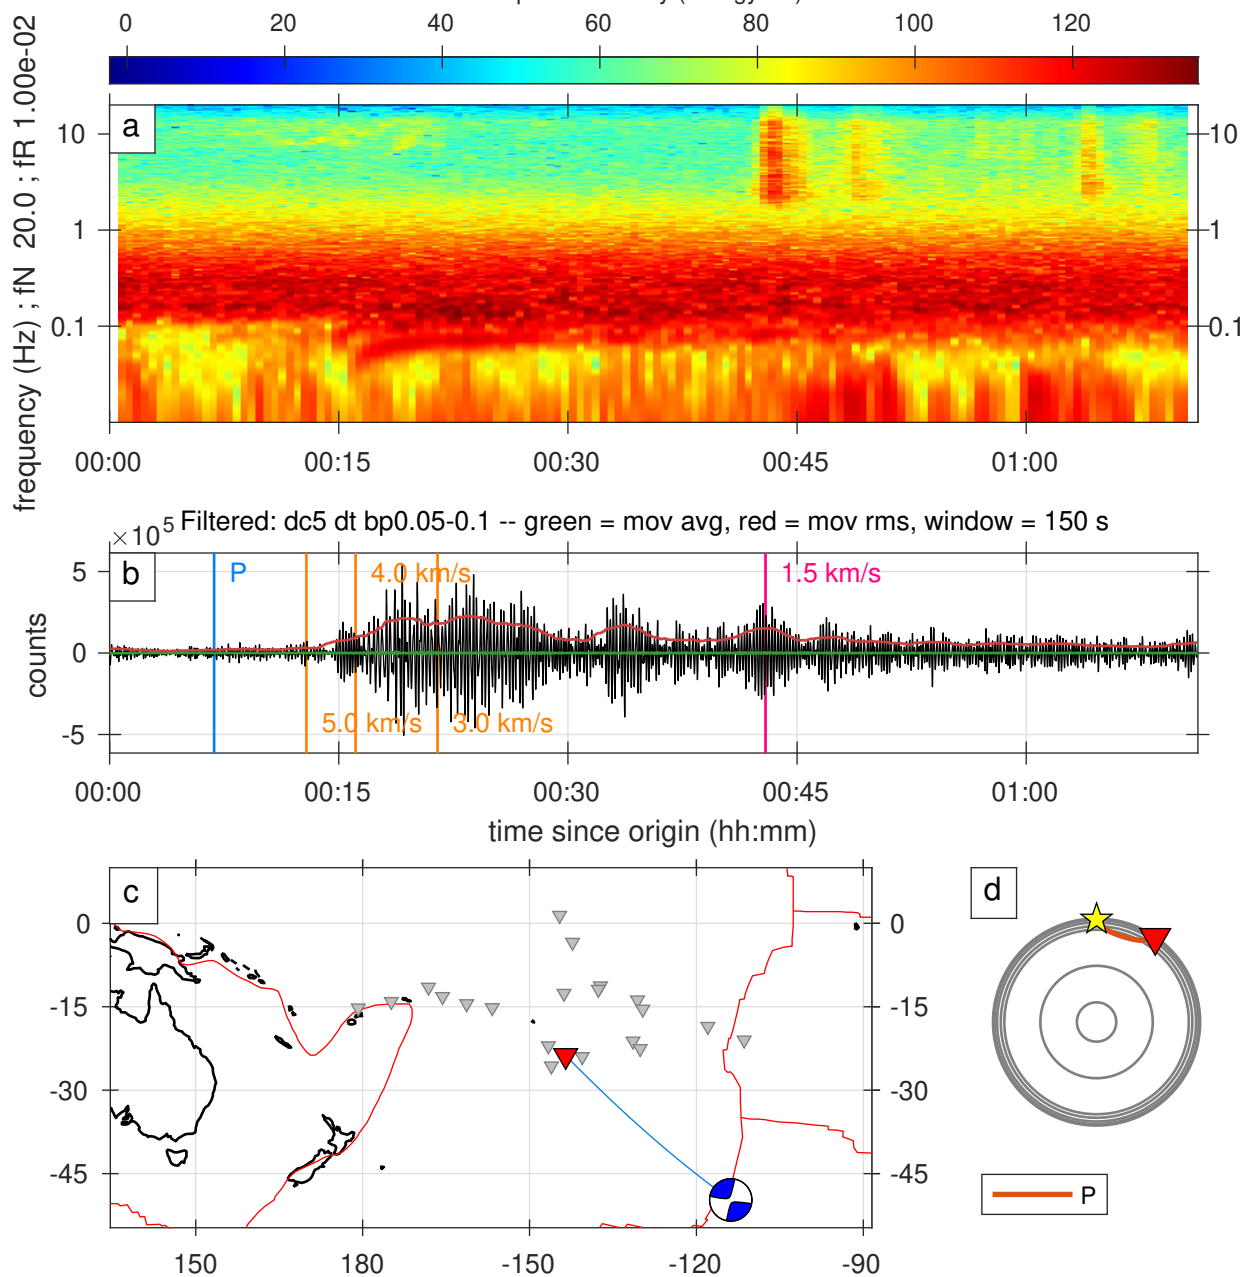 0 20 40 60 80 100 120
frequency (Hz) ; fN 20.0 ; fR 1.00e-02
a
10 10
1 1
0.1 0.1
00:00 00:15 00:30 00:45 01:00
×10⁵ Filtered: dc5 dt bp0.05-0.1 -- green = mov avg, red = mov rms, window = 150 s
b
counts
5
0
-5
P 4.0 km/s 1.5 km/s
5.0 km/s 3.0 km/s
00:00 00:15 00:30 00:45 01:00
time since origin (hh:mm)
c
0 0
-15 -15
-30 -30
-45 -45
150 180 -150 -120 -90
d
P